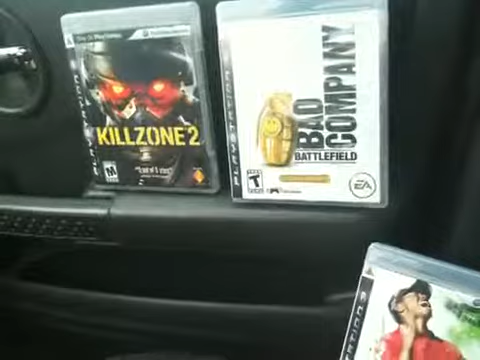 PLAYSTATION 3
KILLZONE 2
M
PLAYSTATION 3
BAD
COMPANY
BATTLEFIELD
T
EA